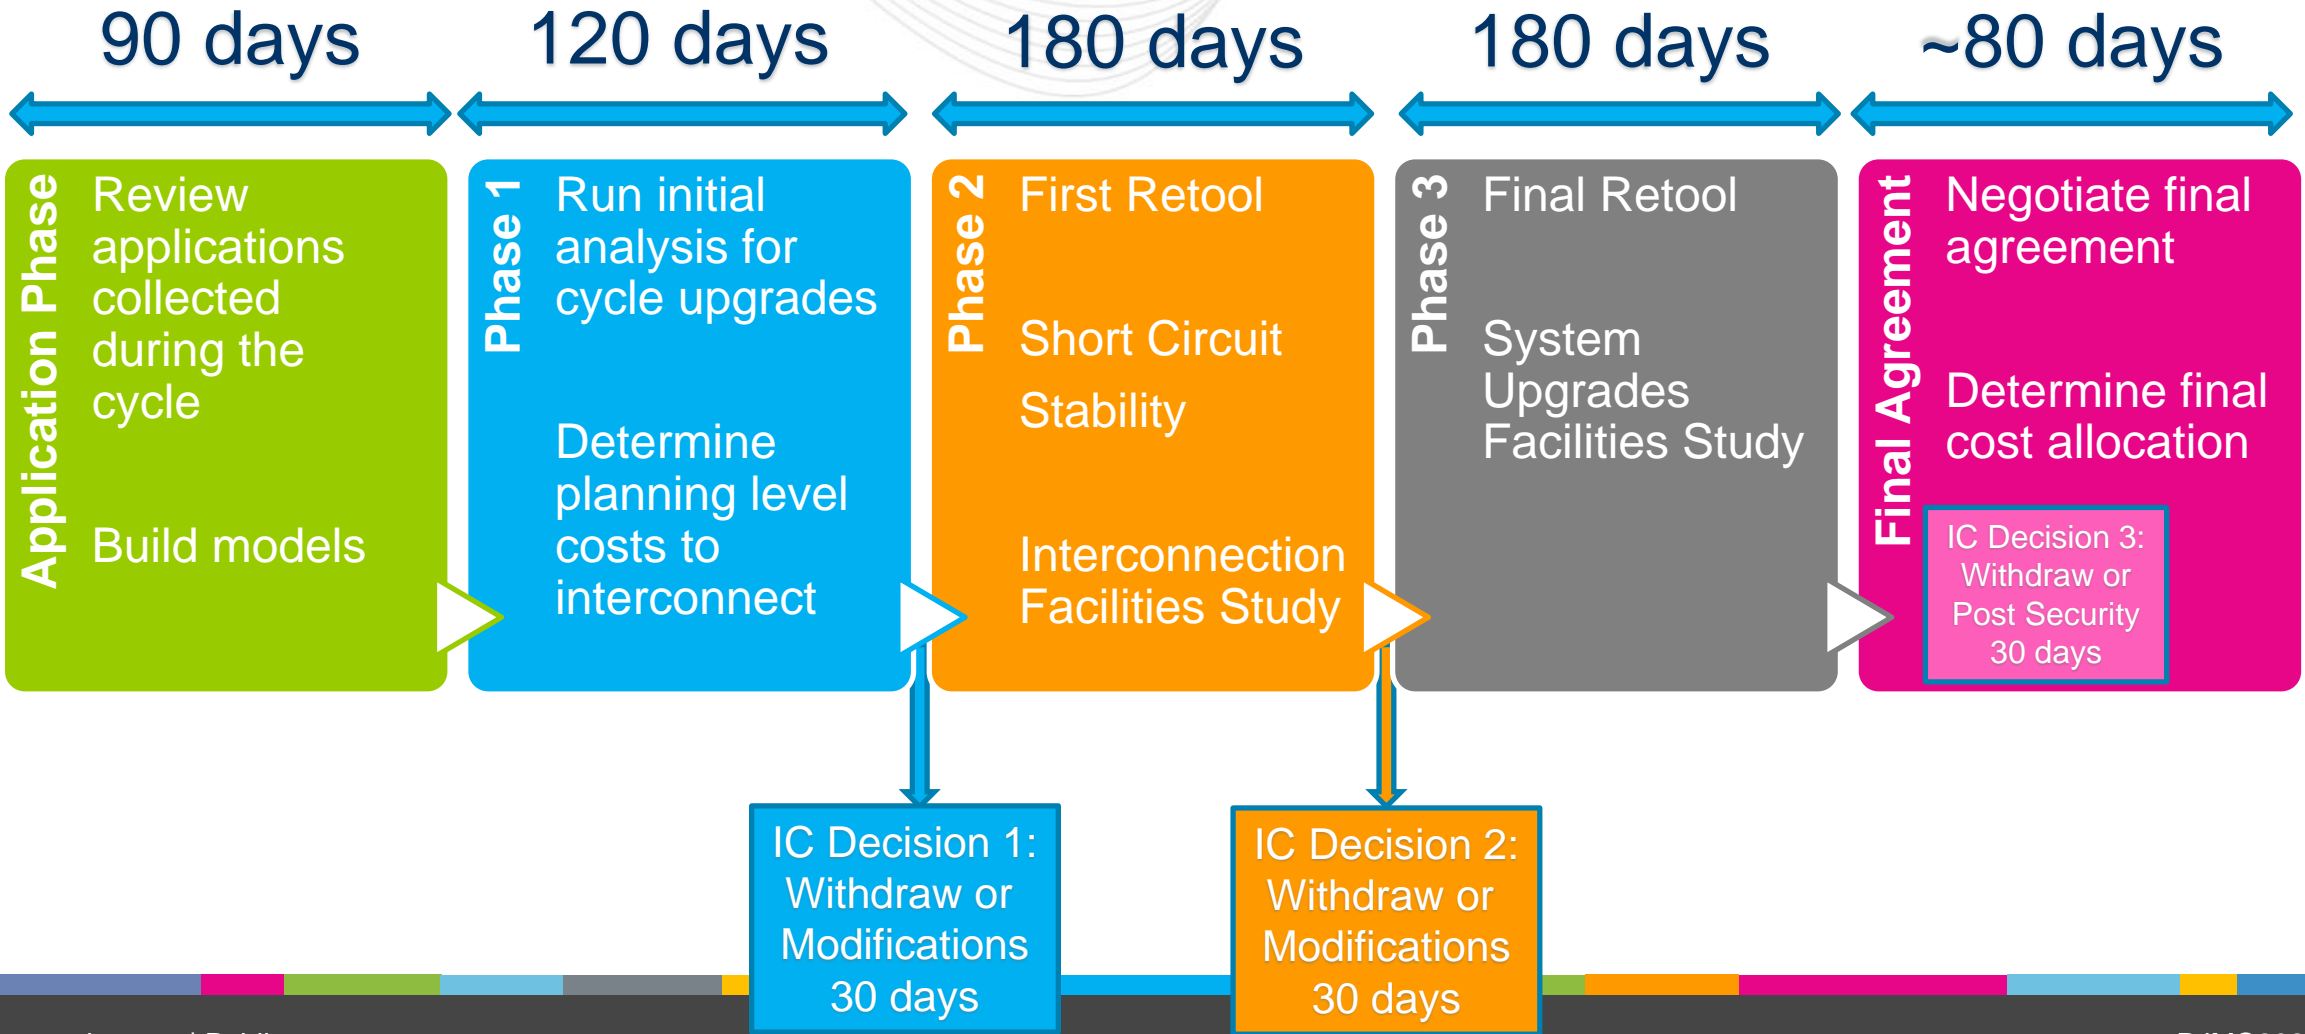 90 days
120 days
180 days
180 days
~80 days
Application Phase
Review
applications
collected
during the
cycle
Build models
Phase 1
Run initial
analysis for
cycle upgrades
Determine
planning level
costs to
interconnect
Phase 2
First Retool
Short Circuit
Stability
Interconnection
Facilities Study
Phase 3
Final Retool
System
Upgrades
Facilities Study
Final Agreement
Negotiate final
agreement
Determine final
cost allocation
IC Decision 3:
Withdraw or
Post Security
30 days
IC Decision 1:
Withdraw or
Modifications
30 days
IC Decision 2:
Withdraw or
Modifications
30 days